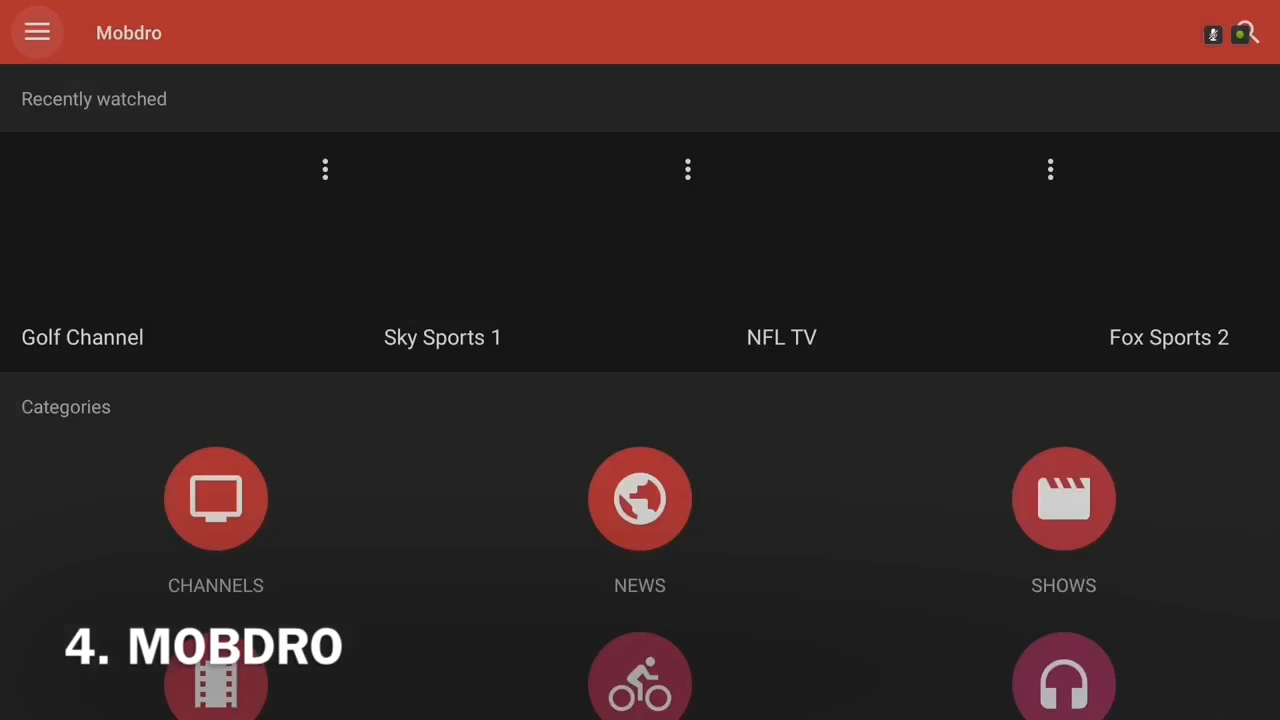 Mobdro
Recently watched
Golf Channel
Sky Sports 1
NFL TV
Fox Sports 2
Categories
CHANNELS
NEWS
SHOWS
4. MOBDRO